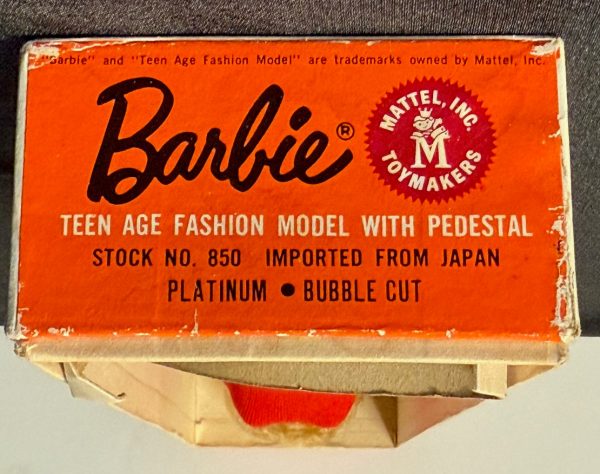 "Barbie" and "Teen Age Fashion Model" are trademarks owned by Mattel, Inc.
Barbie®
MATTEL, INC.
M
TOYMAKERS
TEEN AGE FASHION MODEL WITH PEDESTAL
STOCK NO. 850 IMPORTED FROM JAPAN
PLATINUM • BUBBLE CUT